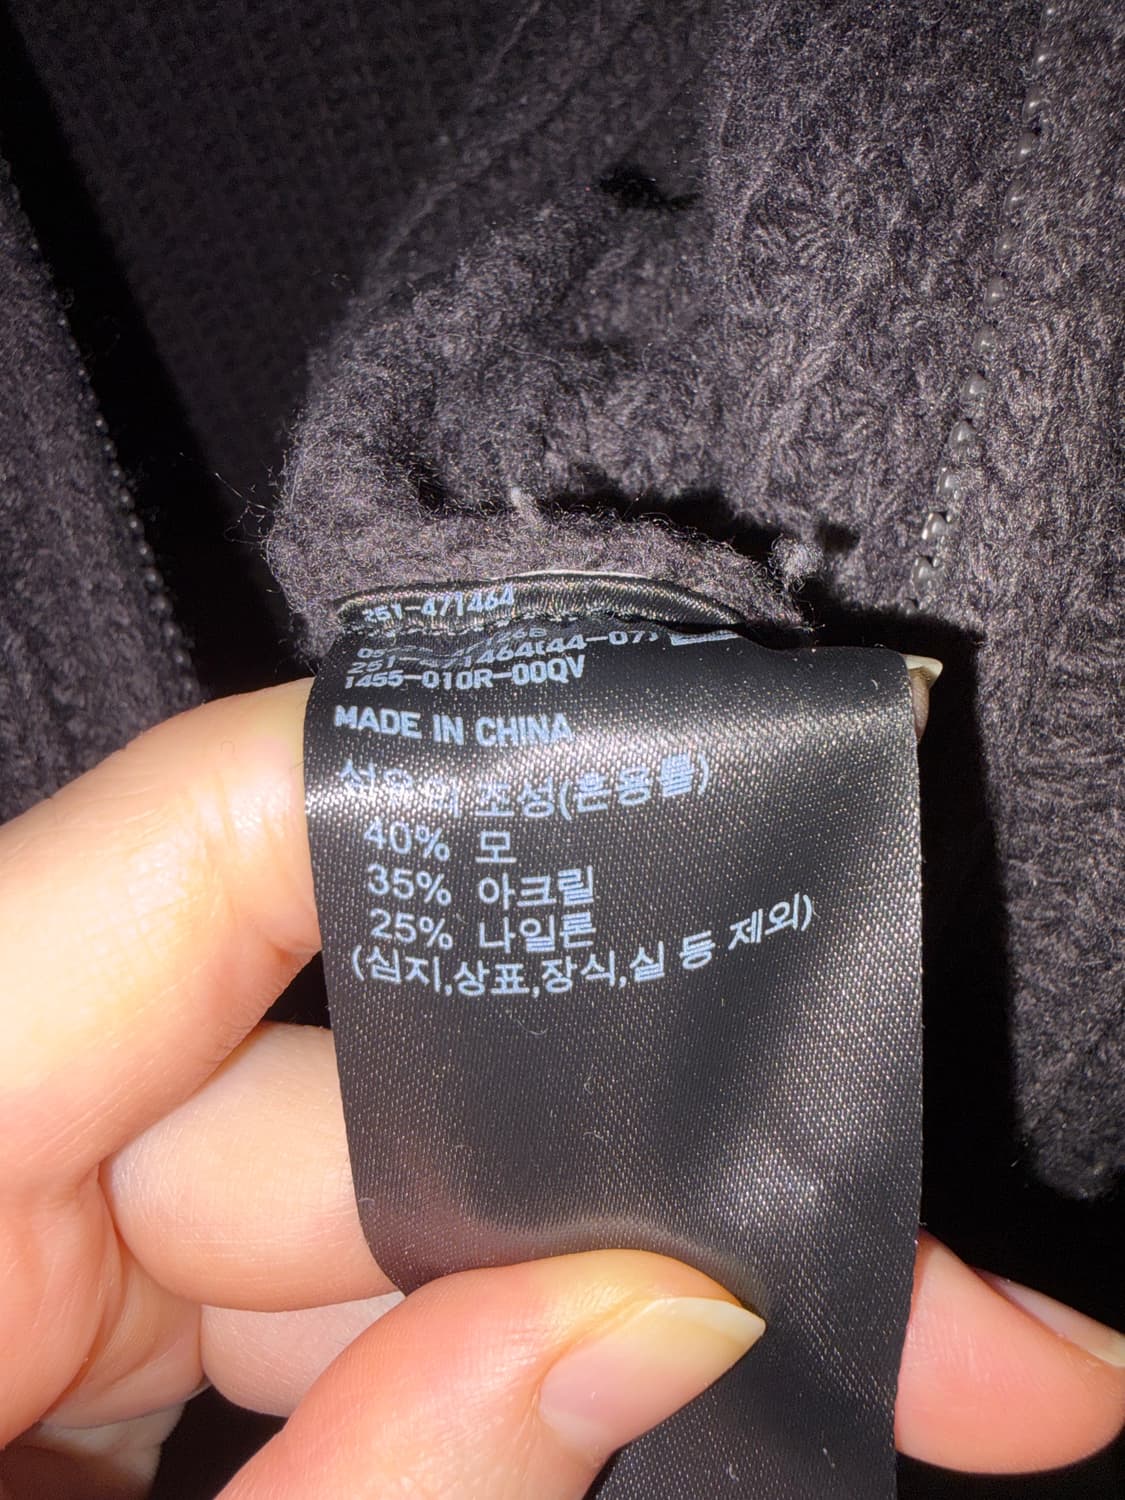 251-471464
251-471464(44-07)
1455-010R-00QV
MADE IN CHINA
섬유의 조성(혼용률)
40% 모
35% 아크릴
25% 나일론
(심지,상표,장식,실 등 제외)